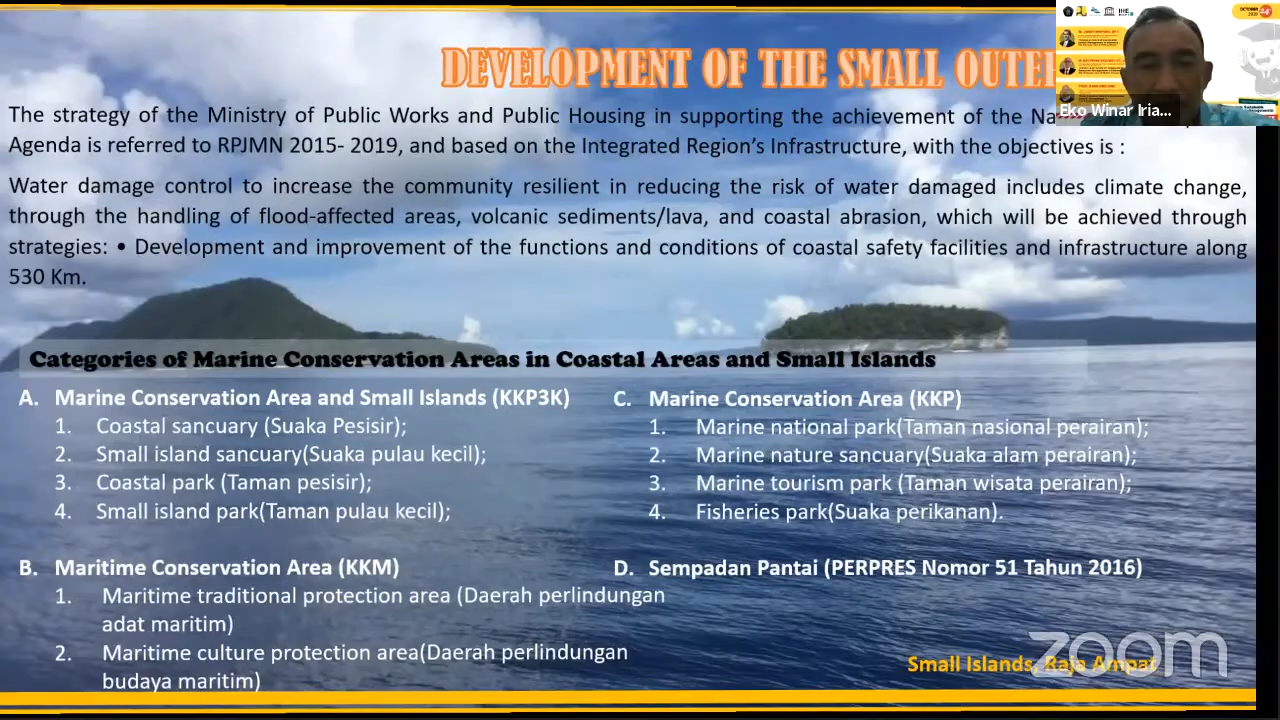 DEVELOPMENT OF THE SMALL OUTE
The strategy of the Ministry of Public Works and Public Housing in supporting the achievement of the Na
Agenda is referred to RPJMN 2015- 2019, and based on the Integrated Region's Infrastructure, with the objectives is :
Water damage control to increase the community resilient in reducing the risk of water damaged includes climate change,
through the handling of flood-affected areas, volcanic sediments/lava, and coastal abrasion, which will be achieved through
strategies: • Development and improvement of the functions and conditions of coastal safety facilities and infrastructure along
530 Km.
Eko Winar Iria...
OCTOBER
24
IHE
Categories of Marine Conservation Areas in Coastal Areas and Small Islands
A. Marine Conservation Area and Small Islands (KKP3K)
1. Coastal sancuary (Suaka Pesisir);
2. Small island sancuary(Suaka pulau kecil);
3. Coastal park (Taman pesisir);
4. Small island park(Taman pulau kecil);
B. Maritime Conservation Area (KKM)
1. Maritime traditional protection area (Daerah perlindungan
adat maritim)
2. Maritime culture protection area(Daerah perlindungan
budaya maritim)
C. Marine Conservation Area (KKP)
1. Marine national park(Taman nasional perairan);
2. Marine nature sancuary(Suaka alam perairan);
3. Marine tourism park (Taman wisata perairan);
4. Fisheries park(Suaka perikanan).
D. Sempadan Pantai (PERPRES Nomor 51 Tahun 2016)
Small Islands, Raja Ampat
zoom